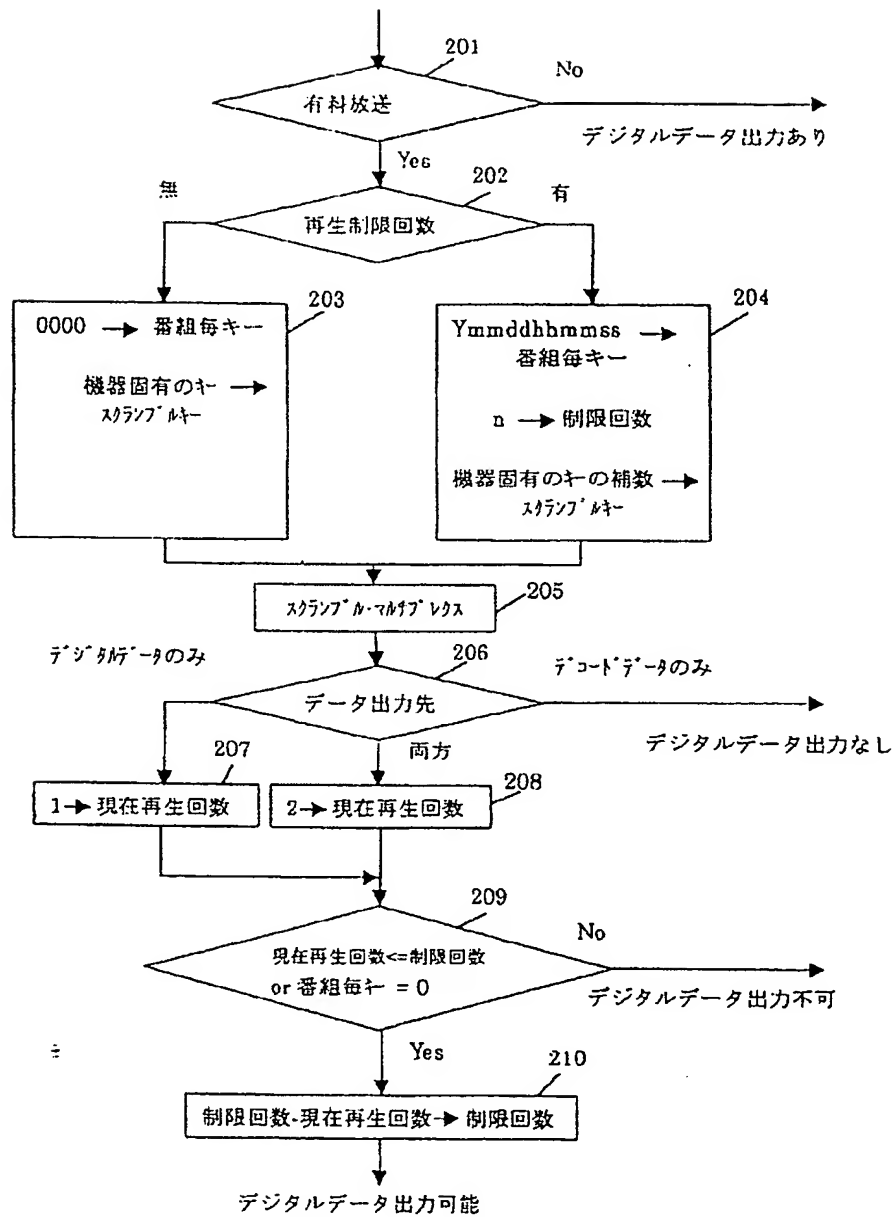 201
No
有料放送
デジタルデータ出力あり
Yes
無
202
有
再生制限回数
203
0000 → 番組毎キー
機器固有のキー →
スクランブルキー
204
Ymmddhhmmss →
番組毎キー
n → 制限回数
機器固有のキーの補数 →
スクランブルキー
スクランブル・マルチプレクス
205
デジタルデータのみ
206
デコードデータのみ
データ出力先
デジタルデータ出力なし
207
両方
1→現在再生回数
208
2→現在再生回数
209
No
現在再生回数<=制限回数
or 番組毎キー = 0
デジタルデータ出力不可
Yes
210
制限回数-現在再生回数→制限回数
デジタルデータ出力可能